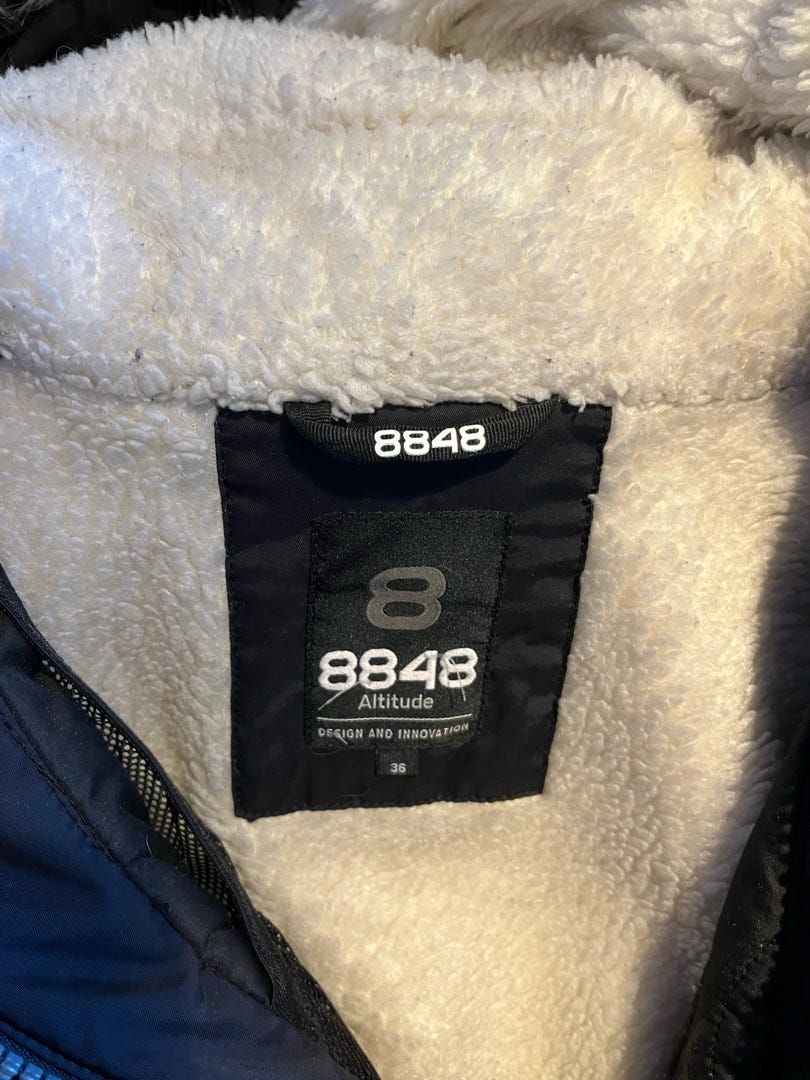 8848
8
8848
Altitude
DESIGN AND INNOVATION
36